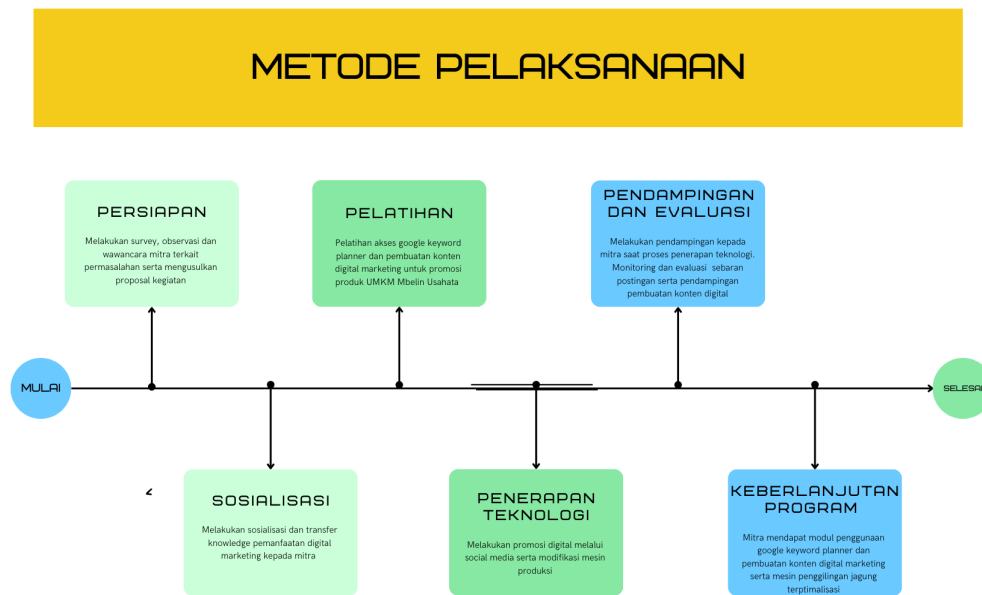 METODE PELAKSANAAN
PERSIAPAN
Melakukan survey, observasi dan
wawancara mitra terkait
permasalahan serta mengusulkan
proposal kegiatan
PELATIHAN
Pelatihan akses google keyword
planner dan pembuatan konten
digital marketing untuk promosi
produk UMKM Mbelin Usahata
PENDAMPINGAN
DAN EVALUASI
Melakukan pendampingan kepada
mitra saat proses penerapan teknologi.
Monitoring dan evaluasi sebaran
postingan serta pendampingan
pembuatan konten digital
MULAI
SELESAI
SOSIALISASI
Melakukan sosialisasi dan transfer
knowledge pemanfaatan digital
marketing kepada mitra
PENERAPAN
TEKNOLOGI
Melakukan promosi digital melalui
social media serta modifikasi mesin
produksi
KEBERLANJUTAN
PROGRAM
Mitra mendapat modul penggunaan
google keyword planner dan
pembuatan konten digital marketing
serta mesin penggilingan jagung
terptimalisasi